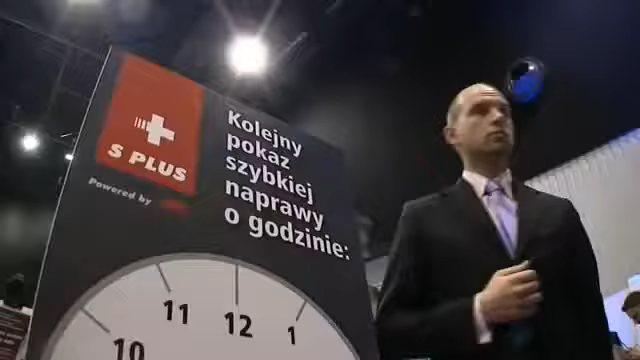 S PLUS
Powered by
Kolejny
pokaz
szybkiej
naprawy
o godzinie:
10
11
12
1